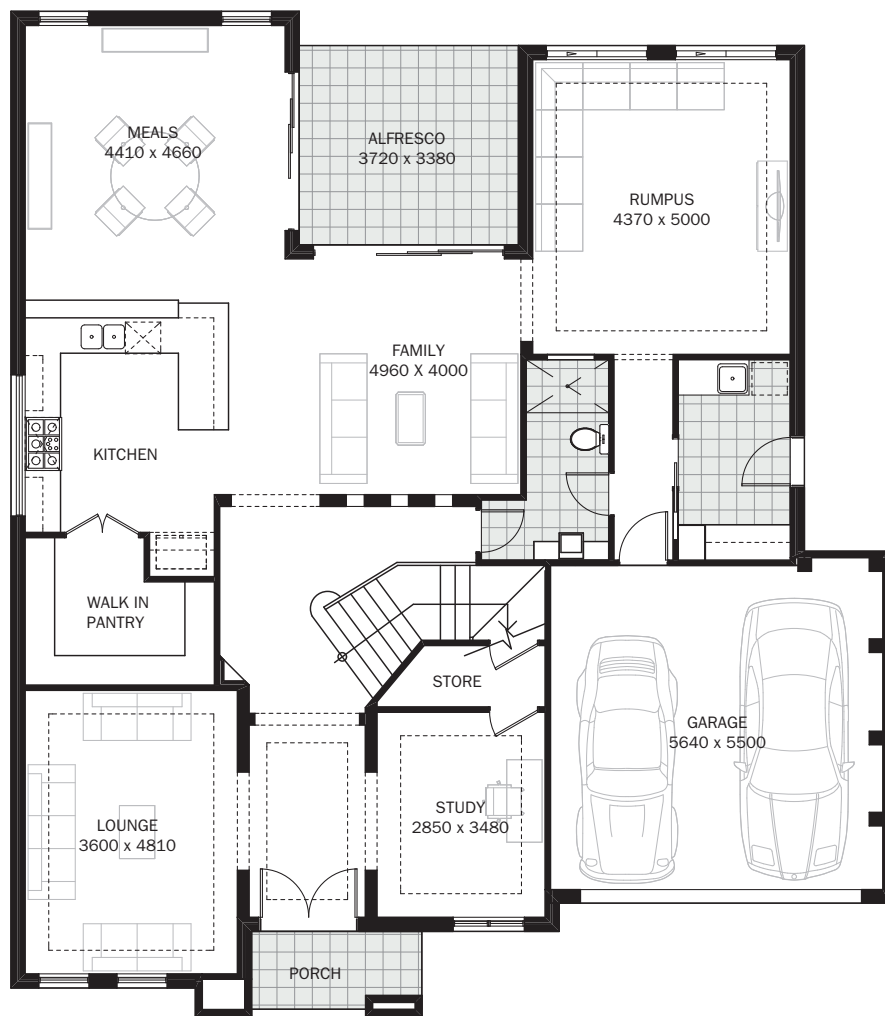 MEALS
4410 x 4660
ALFRESCO
3720 x 3380
RUMPUS
4370 x 5000
FAMILY
4960 X 4000
KITCHEN
WALK IN
PANTRY
STORE
GARAGE
5640 x 5500
LOUNGE
3600 x 4810
STUDY
2850 x 3480
PORCH